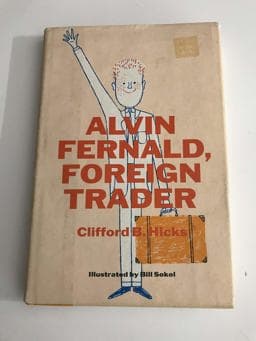 ALVIN
FERNALD,
FOREIGN
TRADER
Clifford B. Hicks
Illustrated by Bill Sokol